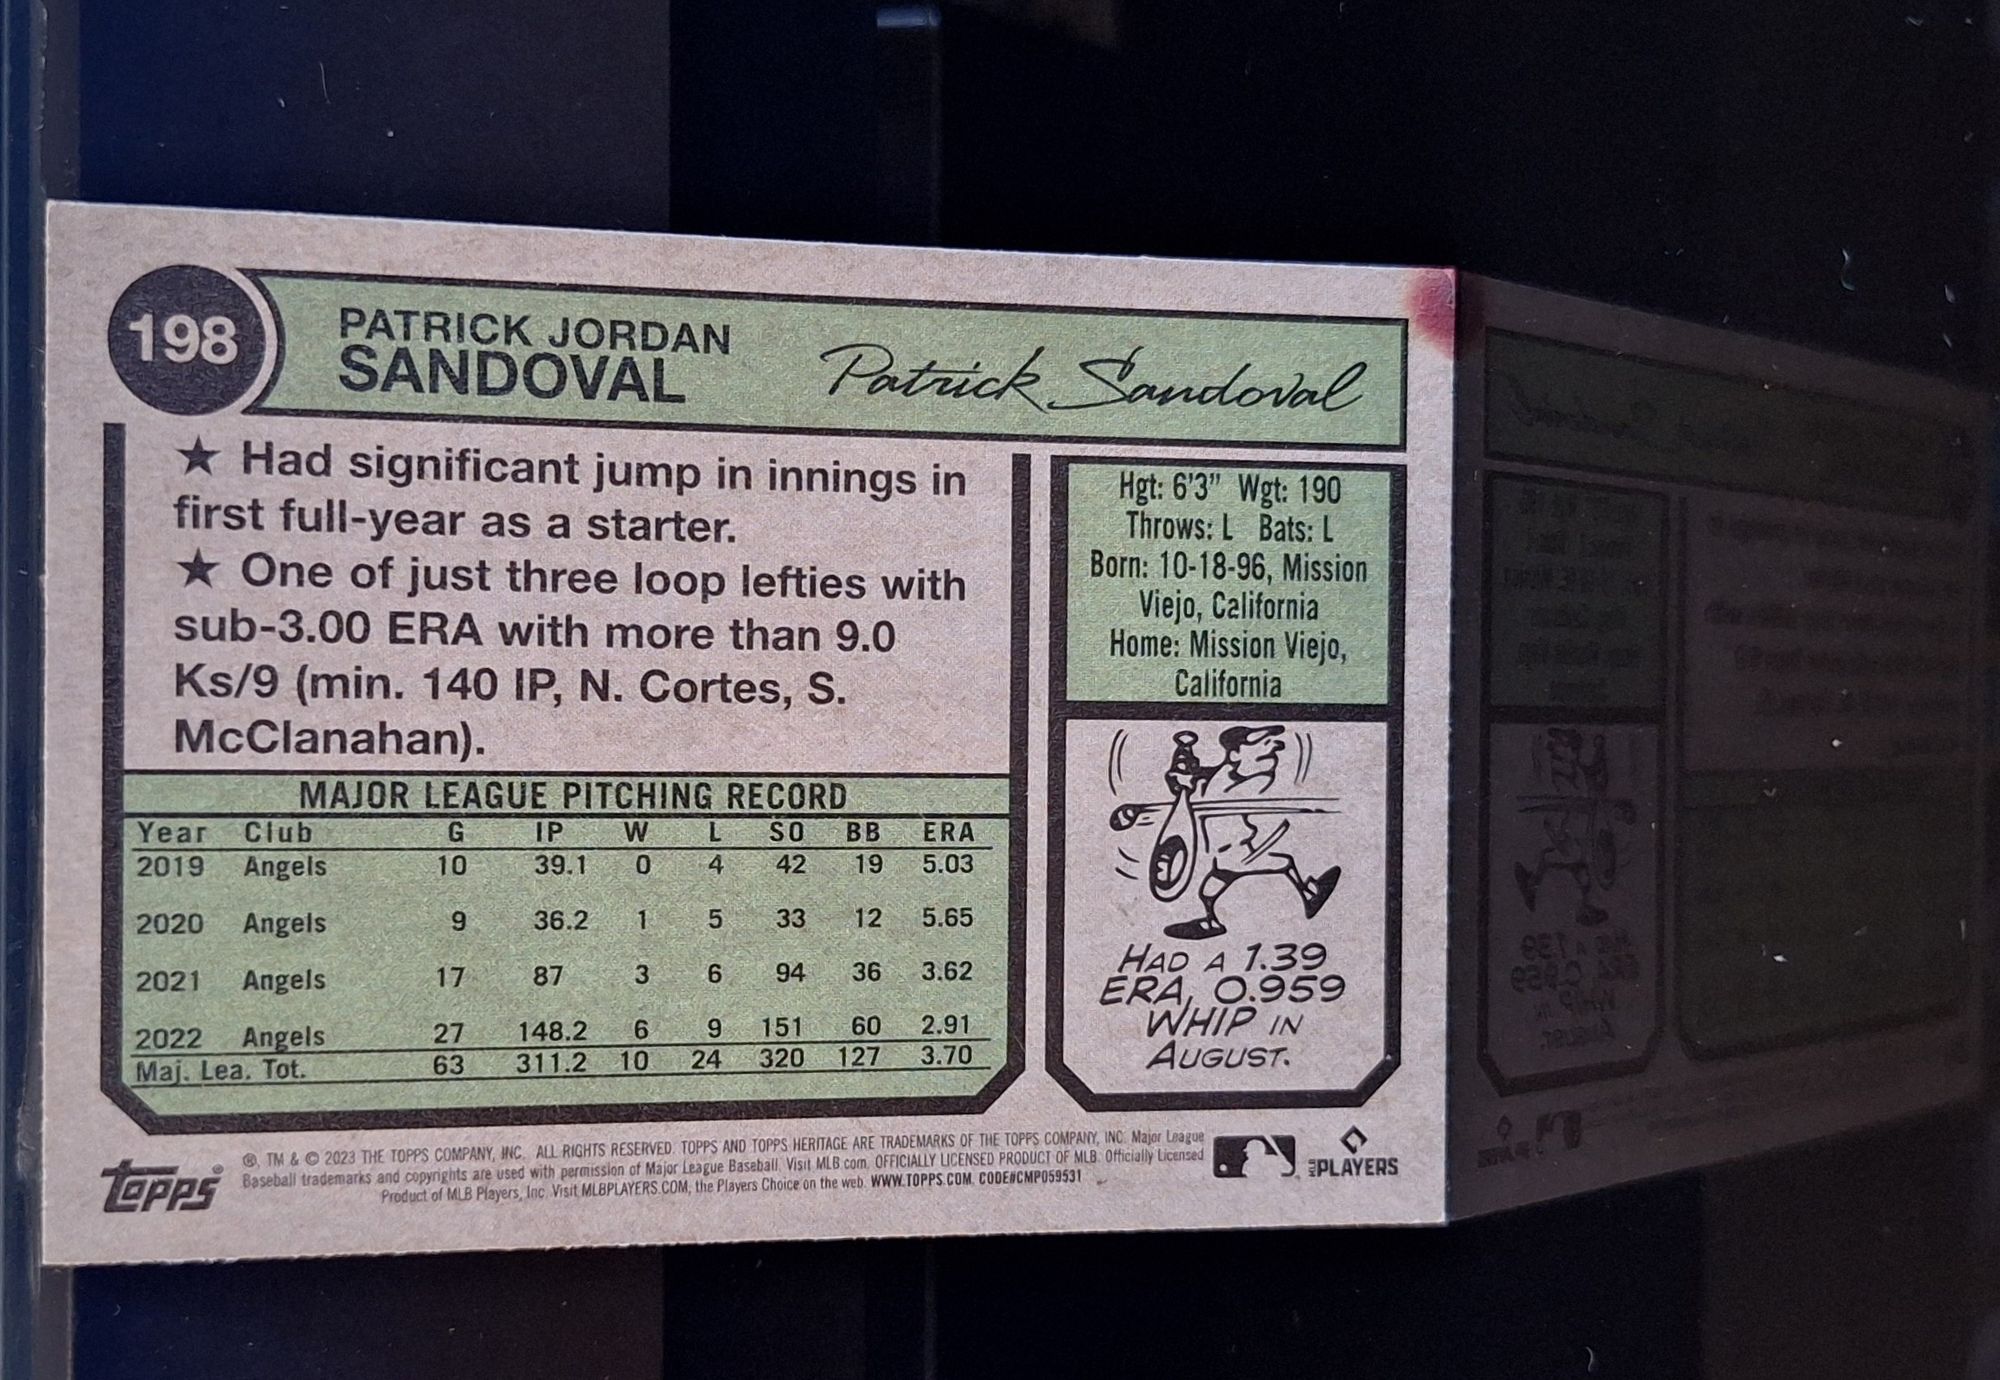 198
PATRICK JORDAN
SANDOVAL
Patrick Sandoval
★ Had significant jump in innings in
first full-year as a starter.
★ One of just three loop lefties with
sub-3.00 ERA with more than 9.0
Ks/9 (min. 140 IP, N. Cortes, S.
McClanahan).
Hgt: 6'3" Wgt: 190
Throws: L Bats: L
Born: 10-18-96, Mission
Viejo, California
Home: Mission Viejo,
California
MAJOR LEAGUE PITCHING RECORD
Year Club G IP W L SO BB ERA
2019 Angels 10 39.1 0 4 42 19 5.03
2020 Angels 9 36.2 1 5 33 12 5.65
2021 Angels 17 87 3 6 94 36 3.62
2022 Angels 27 148.2 6 9 151 60 2.91
Maj. Lea. Tot. 63 311.2 10 24 320 127 3.70
HAD A 1.39
ERA, 0.959
WHIP IN
AUGUST.
TOPPS®
®, TM & © 2023 THE TOPPS COMPANY, INC. ALL RIGHTS RESERVED. TOPPS AND TOPPS HERITAGE ARE TRADEMARKS OF THE TOPPS COMPANY, INC. Major League
Baseball trademarks and copyrights are used with permission of Major League Baseball. Visit MLB.com. OFFICIALLY LICENSED PRODUCT OF MLB. Officially Licensed
Product of MLB Players, Inc. Visit MLBPLAYERS.COM, the Players Choice on the web. WWW.TOPPS.COM. CODE#CMP059531
MLB PLAYERS